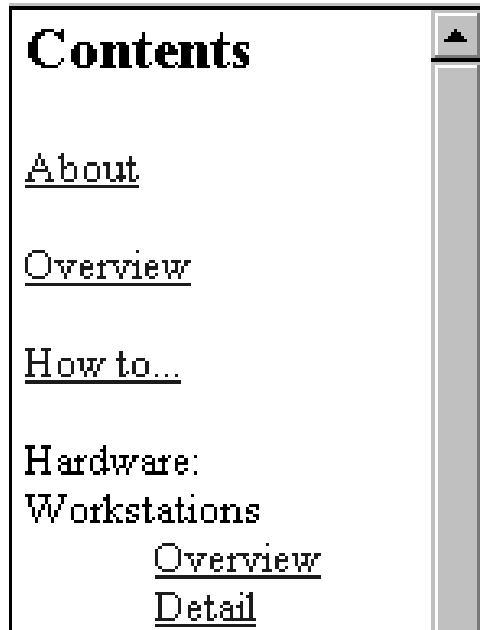 Contents
About
Overview
How to...
Hardware:
Workstations
Overview
Detail